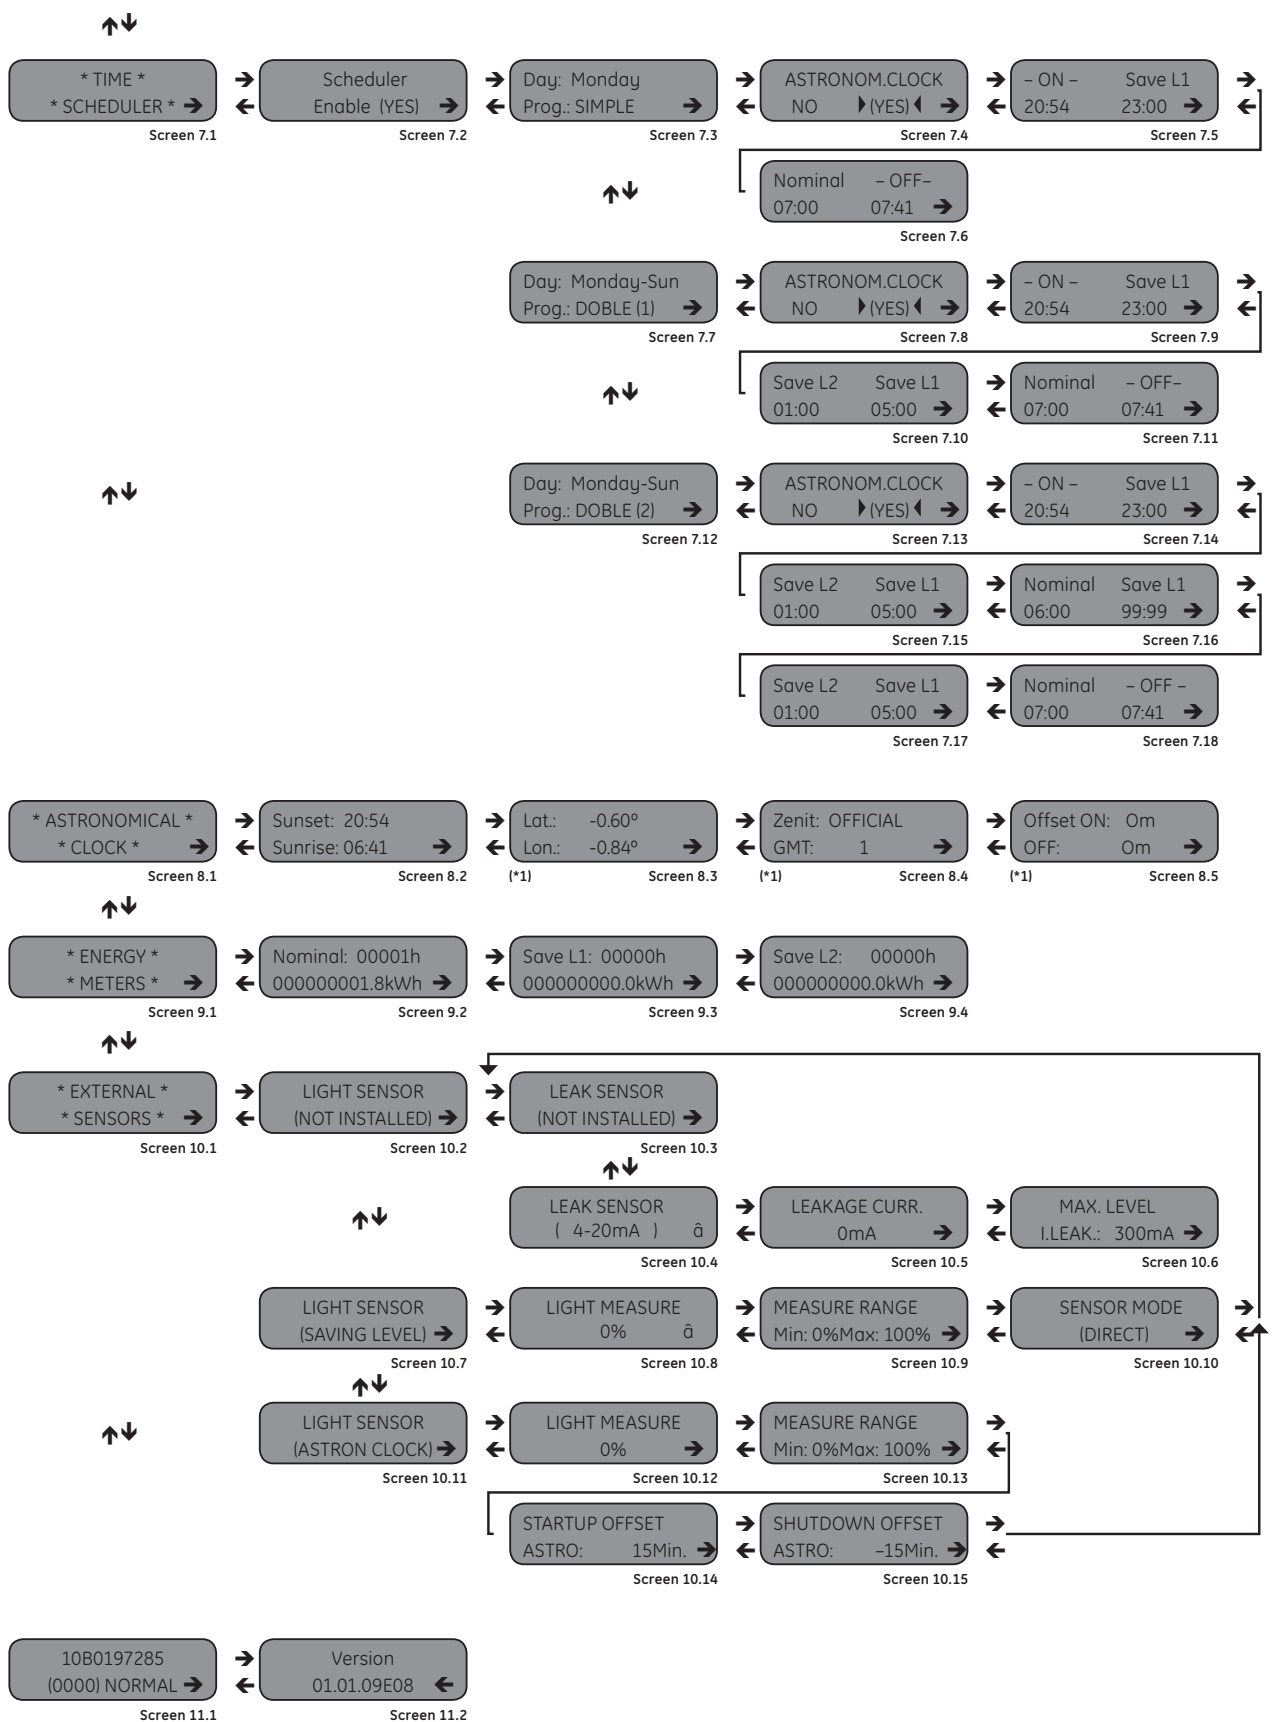 * TIME *
* SCHEDULER *
Screen 7.1
Scheduler
Enable (YES)
Screen 7.2
Day: Monday
Prog.: SIMPLE
Screen 7.3
ASTRONOM.CLOCK
NO (YES)
Screen 7.4
– ON – Save L1
20:54 23:00
Screen 7.5
Nominal – OFF–
07:00 07:41
Screen 7.6
Day: Monday-Sun
Prog.: DOBLE (1)
Screen 7.7
ASTRONOM.CLOCK
NO (YES)
Screen 7.8
– ON – Save L1
20:54 23:00
Screen 7.9
Save L2 Save L1
01:00 05:00
Screen 7.10
Nominal – OFF–
07:00 07:41
Screen 7.11
Day: Monday-Sun
Prog.: DOBLE (2)
Screen 7.12
ASTRONOM.CLOCK
NO (YES)
Screen 7.13
– ON – Save L1
20:54 23:00
Screen 7.14
Save L2 Save L1
01:00 05:00
Screen 7.15
Nominal Save L1
06:00 99:99
Screen 7.16
Save L2 Save L1
01:00 05:00
Screen 7.17
Nominal – OFF –
07:00 07:41
Screen 7.18
* ASTRONOMICAL *
* CLOCK *
Screen 8.1
Sunset: 20:54
Sunrise: 06:41
Screen 8.2
Lat.: -0.60º
Lon.: -0.84º
(*1) Screen 8.3
Zenit: OFFICIAL
GMT: 1
(*1) Screen 8.4
Offset ON: Om
OFF: Om
(*1) Screen 8.5
* ENERGY *
* METERS *
Screen 9.1
Nominal: 00001h
000000001.8kWh
Screen 9.2
Save L1: 00000h
000000000.0kWh
Screen 9.3
Save L2: 00000h
000000000.0kWh
Screen 9.4
* EXTERNAL *
* SENSORS *
Screen 10.1
LIGHT SENSOR
(NOT INSTALLED)
Screen 10.2
LEAK SENSOR
(NOT INSTALLED)
Screen 10.3
LEAK SENSOR
( 4-20mA ) â
Screen 10.4
LEAKAGE CURR.
0mA
Screen 10.5
MAX. LEVEL
I.LEAK.: 300mA
Screen 10.6
LIGHT SENSOR
(SAVING LEVEL)
Screen 10.7
LIGHT MEASURE
0% â
Screen 10.8
MEASURE RANGE
Min: 0%Max: 100%
Screen 10.9
SENSOR MODE
(DIRECT)
Screen 10.10
LIGHT SENSOR
(ASTRON CLOCK)
Screen 10.11
LIGHT MEASURE
0%
Screen 10.12
MEASURE RANGE
Min: 0%Max: 100%
Screen 10.13
STARTUP OFFSET
ASTRO: 15Min.
Screen 10.14
SHUTDOWN OFFSET
ASTRO: –15Min.
Screen 10.15
10B0197285
(0000) NORMAL
Screen 11.1
Version
01.01.09E08
Screen 11.2